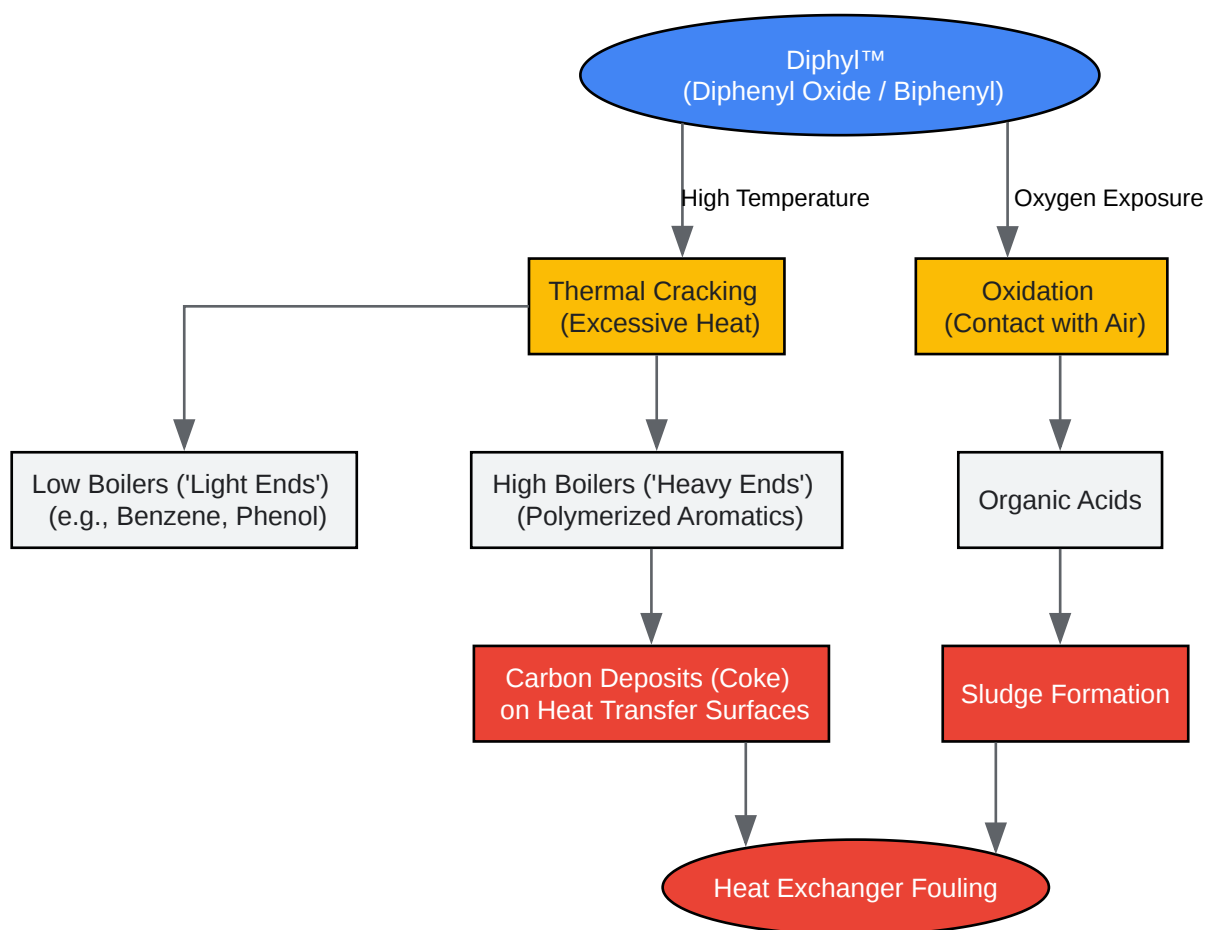 Diphyl™
(Diphenyl Oxide / Biphenyl)
High Temperature
Oxygen Exposure
Thermal Cracking
(Excessive Heat)
Oxidation
(Contact with Air)
Low Boilers ('Light Ends')
(e.g., Benzene, Phenol)
High Boilers ('Heavy Ends')
(Polymerized Aromatics)
Organic Acids
Carbon Deposits (Coke)
on Heat Transfer Surfaces
Sludge Formation
Heat Exchanger Fouling